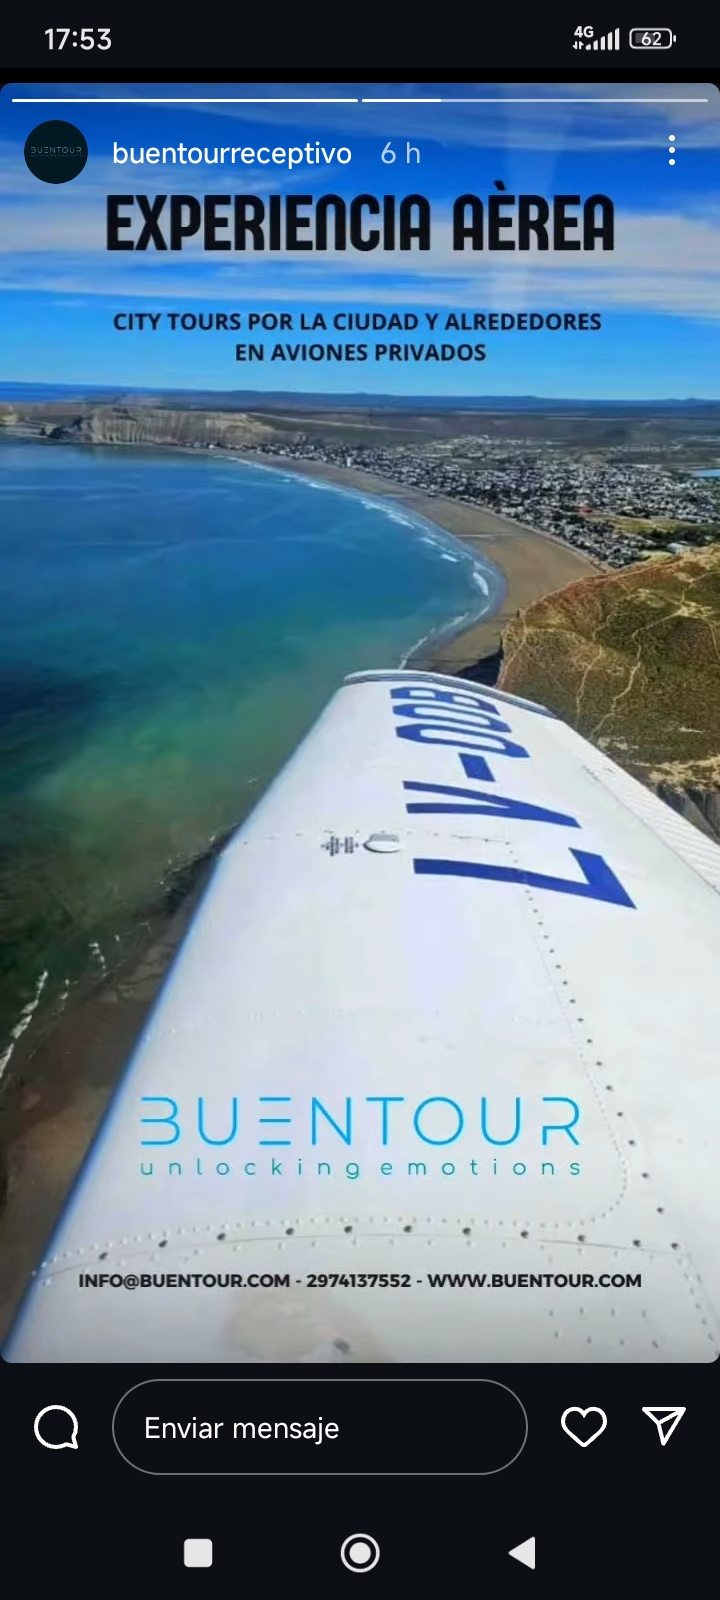 17:53
4G
62
buentourreceptivo 6 h
EXPERIENCIA AÈREA
CITY TOURS POR LA CIUDAD Y ALREDEDORES
EN AVIONES PRIVADOS
LV-OOB
BUENTOUR
unlocking emotions
INFO@BUENTOUR.COM - 2974137552 - WWW.BUENTOUR.COM
Enviar mensaje